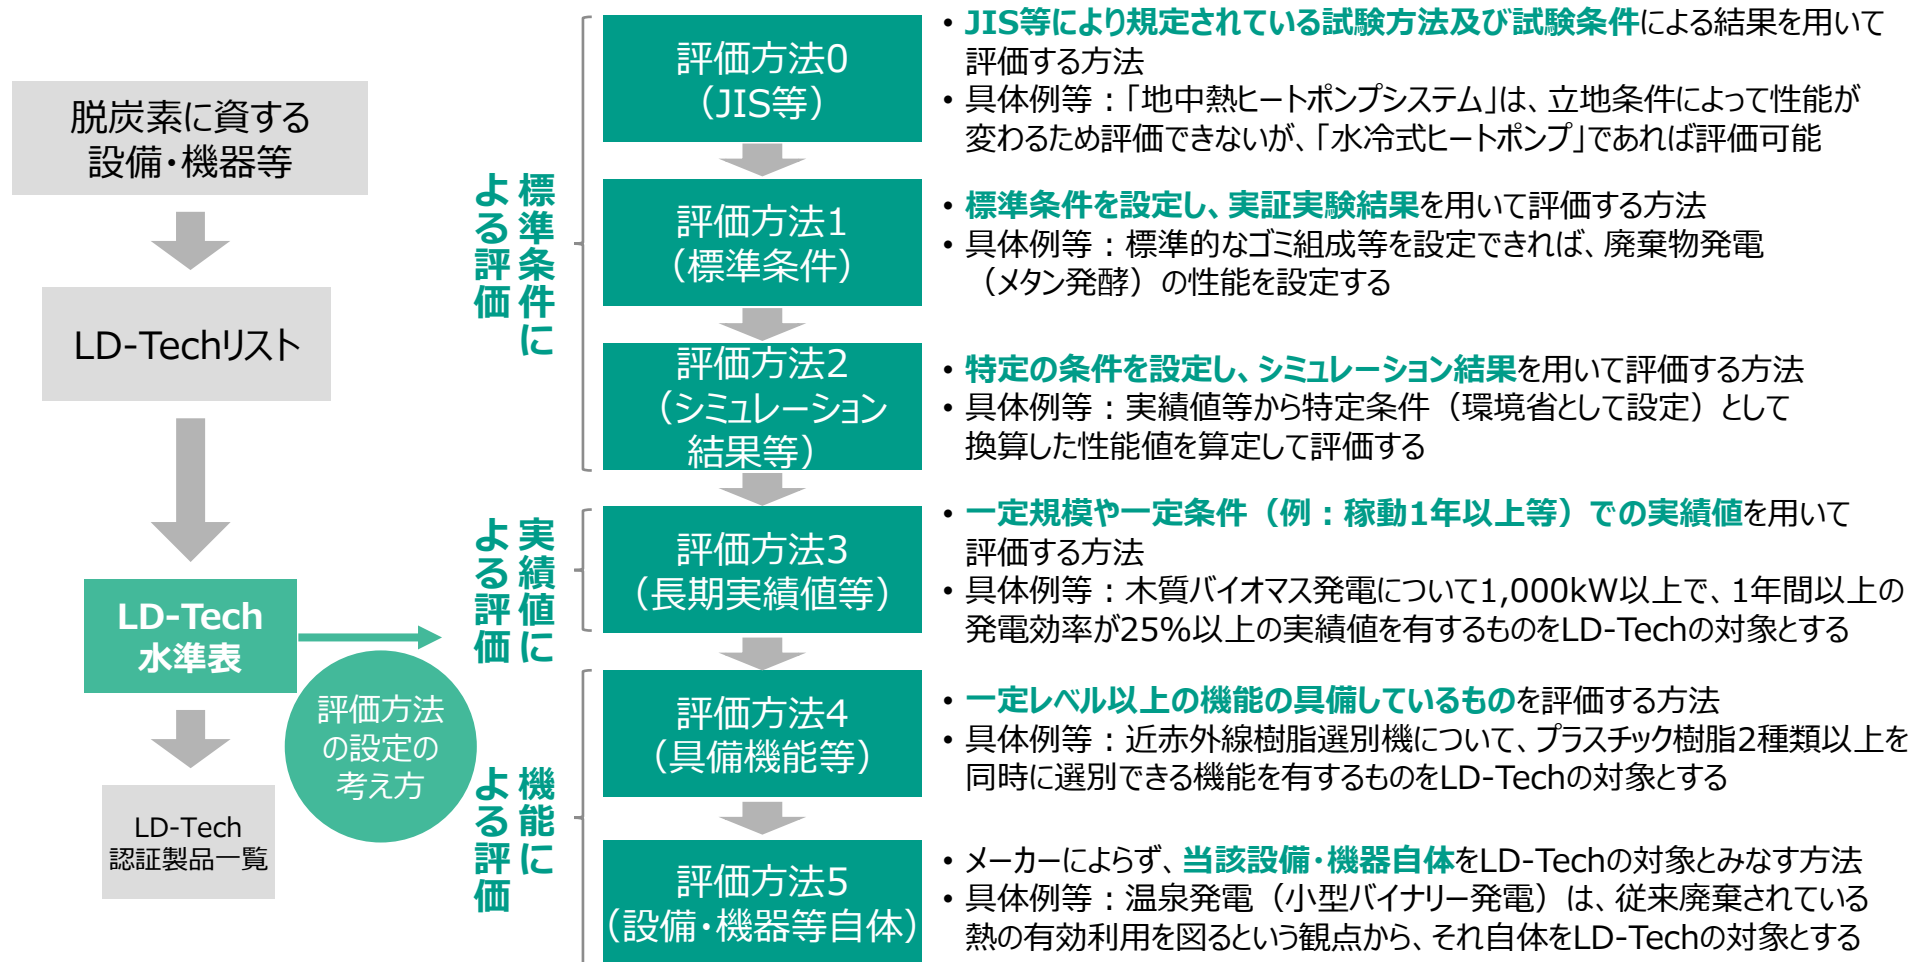 脱炭素に資する
設備・機器等
LD-Techリスト
LD-Tech
水準表
評価方法
の設定の
考え方
LD-Tech
認証製品一覧
標準条件に
よる評価
評価方法0
（JIS等）
• JIS等により規定されている試験方法及び試験条件による結果を用いて
評価する方法
• 具体例等：「地中熱ヒートポンプシステム」は、立地条件によって性能が
変わるため評価できないが、「水冷式ヒートポンプ」であれば評価可能
評価方法1
（標準条件）
• 標準条件を設定し、実証実験結果を用いて評価する方法
• 具体例等：標準的なゴミ組成等を設定できれば、廃棄物発電
（メタン発酵）の性能を設定する
評価方法2
（シミュレーション
結果等）
• 特定の条件を設定し、シミュレーション結果を用いて評価する方法
• 具体例等：実績値等から特定条件（環境省として設定）として
換算した性能値を算定して評価する
実績値に
よる評価
評価方法3
（長期実績値等）
• 一定規模や一定条件（例：稼動1年以上等）での実績値を用いて
評価する方法
• 具体例等：木質バイオマス発電について1,000kW以上で、1年間以上の
発電効率が25%以上の実績値を有するものをLD-Techの対象とする
機能に
よる評価
評価方法4
（具備機能等）
• 一定レベル以上の機能の具備しているものを評価する方法
• 具体例等：近赤外線樹脂選別機について、プラスチック樹脂2種類以上を
同時に選別できる機能を有するものをLD-Techの対象とする
評価方法5
（設備・機器等自体）
• メーカーによらず、当該設備・機器自体をLD-Techの対象とみなす方法
• 具体例等：温泉発電（小型バイナリー発電）は、従来廃棄されている
熱の有効利用を図るという観点から、それ自体をLD-Techの対象とする